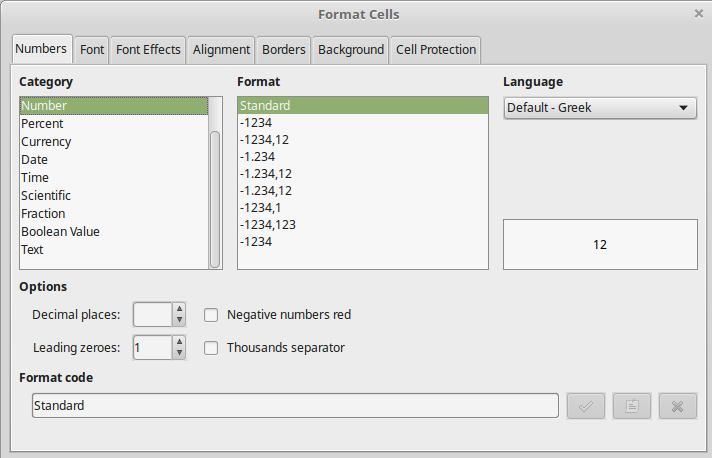 Format Cells
Numbers Font Font Effects Alignment Borders Background Cell Protection
Category
Number
Percent
Currency
Date
Time
Scientific
Fraction
Boolean Value
Text
Format
Standard
-1234
-1234,12
-1.234
-1.234,12
-1.234,12
-1234,1
-1234,123
-1234
Language
Default - Greek
12
Options
Decimal places:
Negative numbers red
Leading zeroes: 1
Thousands separator
Format code
Standard